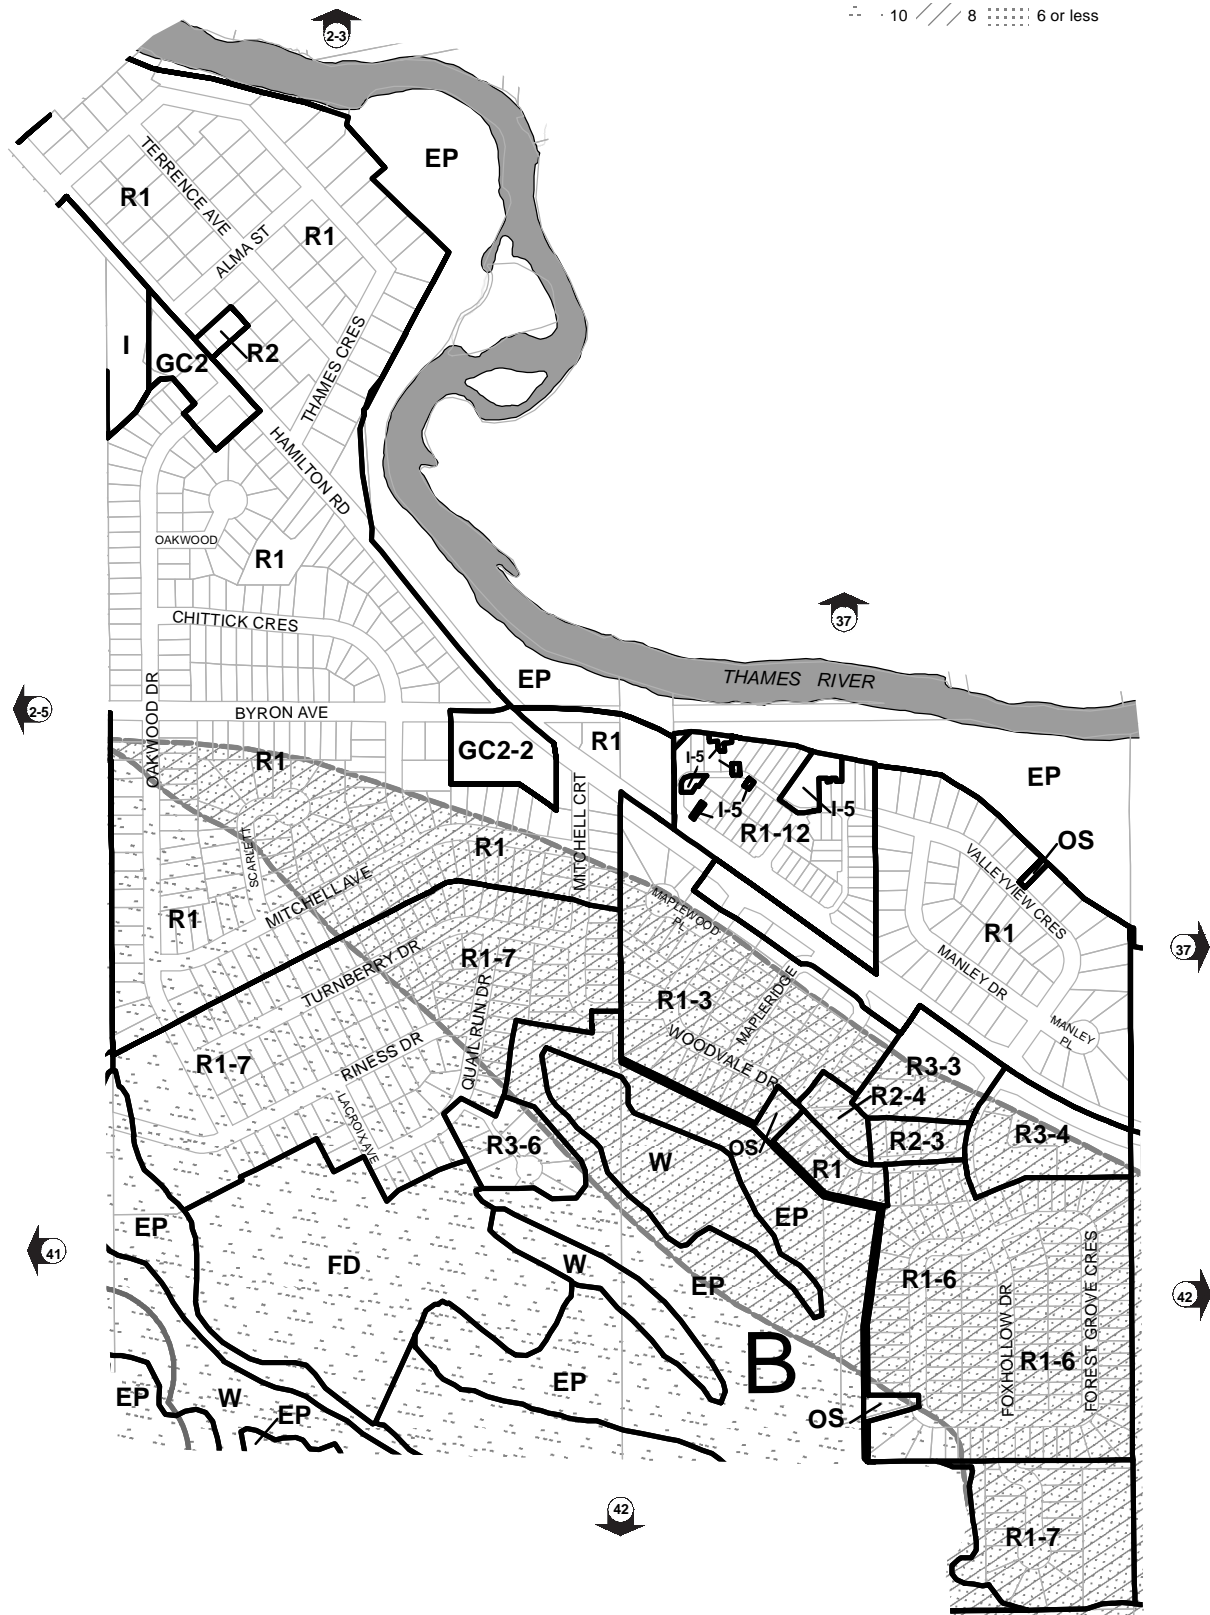 10 8 6 or less
2-3
EP
TERRENCE AVE
R1
R1
ALMA ST
I
GC2
R2
THAMES CRES
HAMILTON RD
OAKWOOD
R1
37
CHITTICK CRES
EP
THAMES RIVER
2-5
OAKWOOD DR
BYRON AVE
GC2-2
R1
R1
I-5
EP
I-5
I-5
R1-12
OS
MITCHELL CRT
R1
SCARLETT
VALLEYVIEW CRES
MITCHELL AVE
MAPLEWOOD
PL
R1
R1
37
TURNBERRY DR
R1-7
MANLEY DR
R1-3
MAPLERIDGE
QUAIL RUN DR
MANLEY
PL
RINESS DR
WOODVALE DR
R1-7
R3-3
R2-4
LACROIX AVE
R3-6
OS
R2-3
R3-4
W
R1
EP
EP
41
FD
W
EP
R1-6
42
FOXHOLLOW DR
FOREST GROVE CRES
B
R1-6
EP
W
EP
EP
OS
42
R1-7